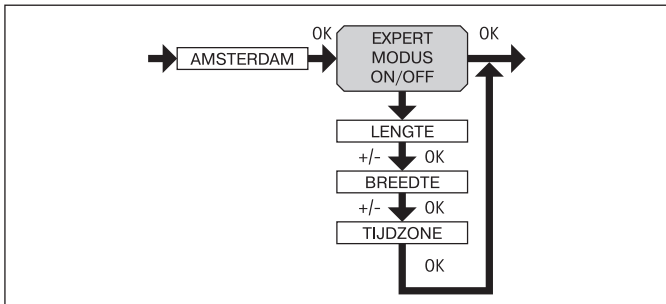 OK
OK
AMSTERDAM
EXPERT
MODUS
ON/OFF
LENGTE
+/- OK
BREEDTE
+/- OK
TIJDZONE
OK